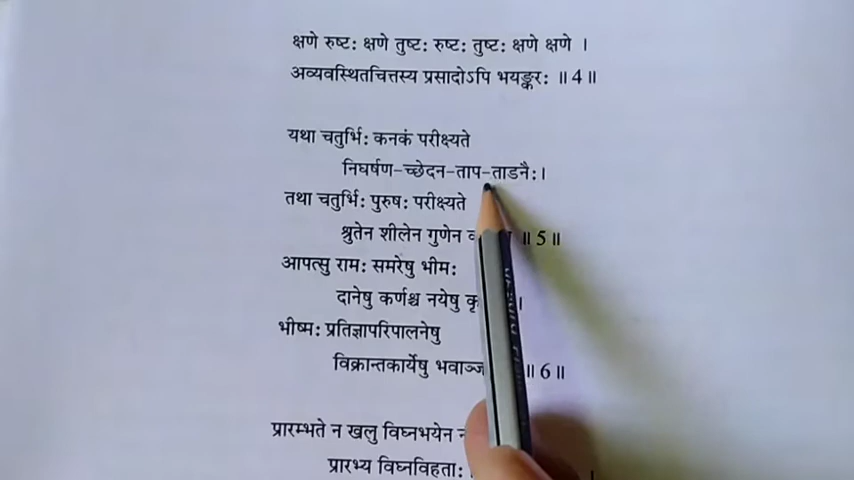 क्षणे रुष्टः क्षणे तुष्टः रुष्टः तुष्टः क्षणे क्षणे ।
अव्यवस्थितचित्तस्य प्रसादोऽपि भयङ्करः ॥ 4 ॥
यथा चतुर्भिः कनकं परीक्ष्यते
निघर्षण-च्छेदन-ताप-ताडनैः।
तथा चतुर्भिः पुरुषः परीक्ष्यते
श्रुतेन शीलेन गुणेन ॥ 5 ॥
आपत्सु रामः समरेषु भीमः
दानेषु कर्णश्च नयेषु ।
भीष्मः प्रतिज्ञापरिपालनेषु
विक्रान्तकार्येषु ॥ 6 ॥
प्रारम्भते न खलु विघ्नभयेन
प्रारभ्य विघ्नविहताः